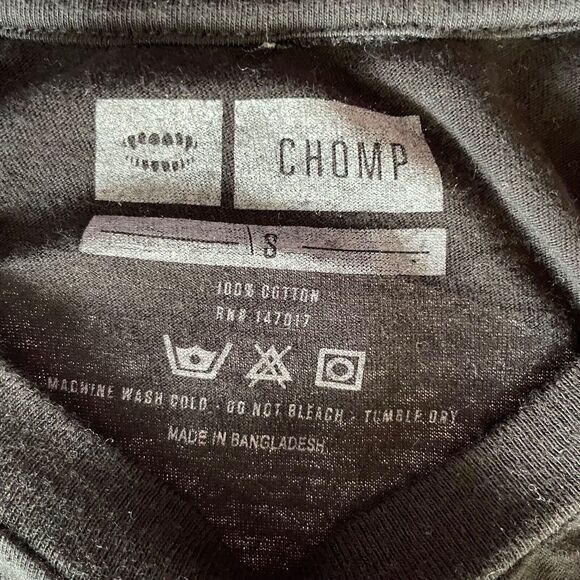 CHOMP
S
100% COTTON
RN# 147017
MACHINE WASH COLD - DO NOT BLEACH - TUMBLE DRY
MADE IN BANGLADESH